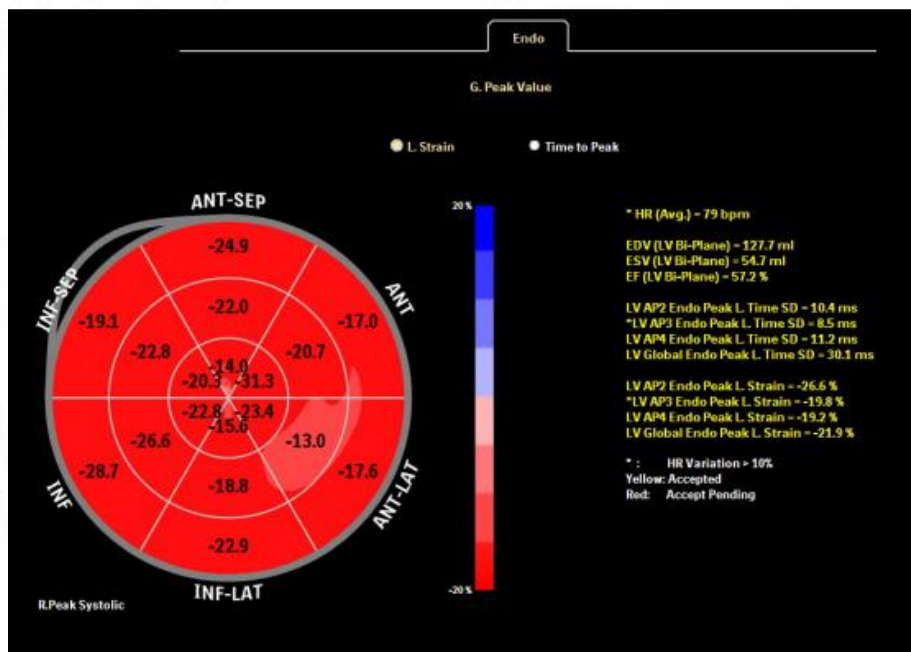 Endo
G. Peak Value
L. Strain
Time to Peak
ANT-SEP
20 %
* HR (Avg.) = 79 bpm
-24.9
EDV (LV Bi-Plane) = 127.7 ml
ESV (LV Bi-Plane) = 54.7 ml
EF (LV Bi-Plane) = 57.2 %
INF-SEP
ANT
-19.1
-22.0
-17.0
LV AP2 Endo Peak L. Time SD = 10.4 ms
*LV AP3 Endo Peak L. Time SD = 8.5 ms
LV AP4 Endo Peak L. Time SD = 11.2 ms
LV Global Endo Peak L. Time SD = 30.1 ms
-22.8
-20.7
-14.0
-20.3
-31.3
LV AP2 Endo Peak L. Strain = -26.6 %
*LV AP3 Endo Peak L. Strain = -19.8 %
LV AP4 Endo Peak L. Strain = -19.2 %
LV Global Endo Peak L. Strain = -21.9 %
-22.8
-23.4
-15.6
-26.6
-13.0
* : HR Variation > 10%
Yellow: Accepted
Red: Accept Pending
-28.7
-18.8
-17.6
INF
ANT-LAT
-22.9
INF-LAT
-20 %
R.Peak Systolic